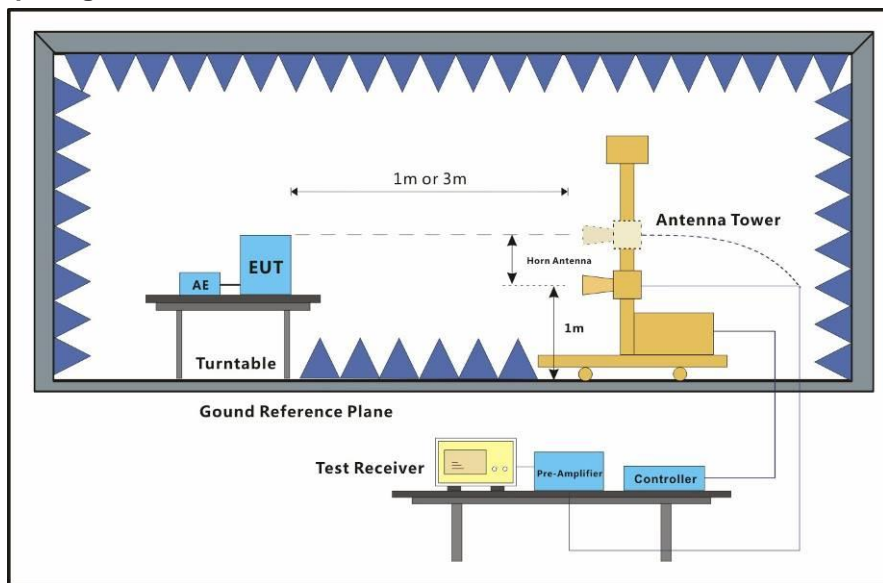 1m or 3m
Antenna Tower
Horn Antenna
EUT
AE
1m
Turntable
Gound Reference Plane
Test Receiver
Pre-Amplifier
Controller